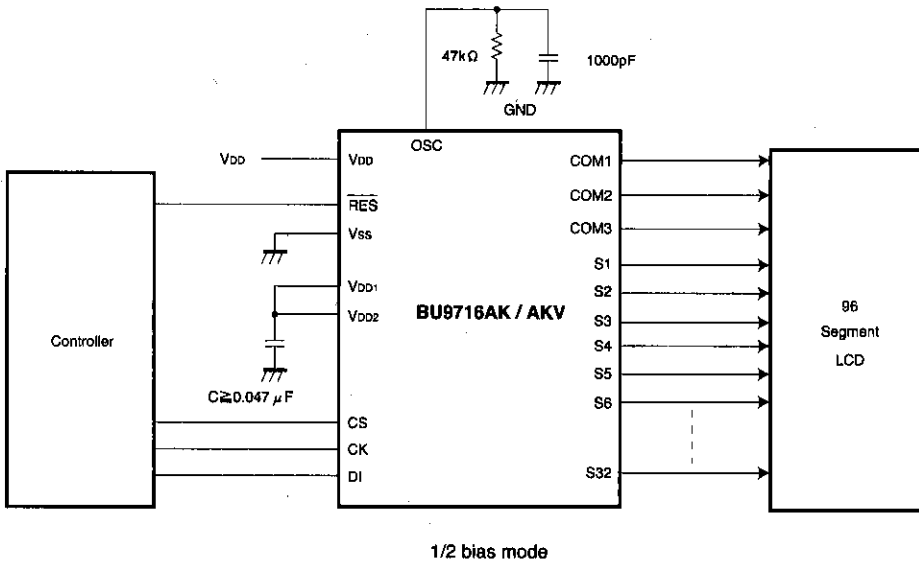 47kΩ
1000pF
GND
OSC
VDD
VDD
RES
VSS
VDD1
VDD2
C≧0.047 μF
CS
CK
DI
Controller
BU9716AK / AKV
COM1
COM2
COM3
S1
S2
S3
S4
S5
S6
S32
96
Segment
LCD
1/2 bias mode